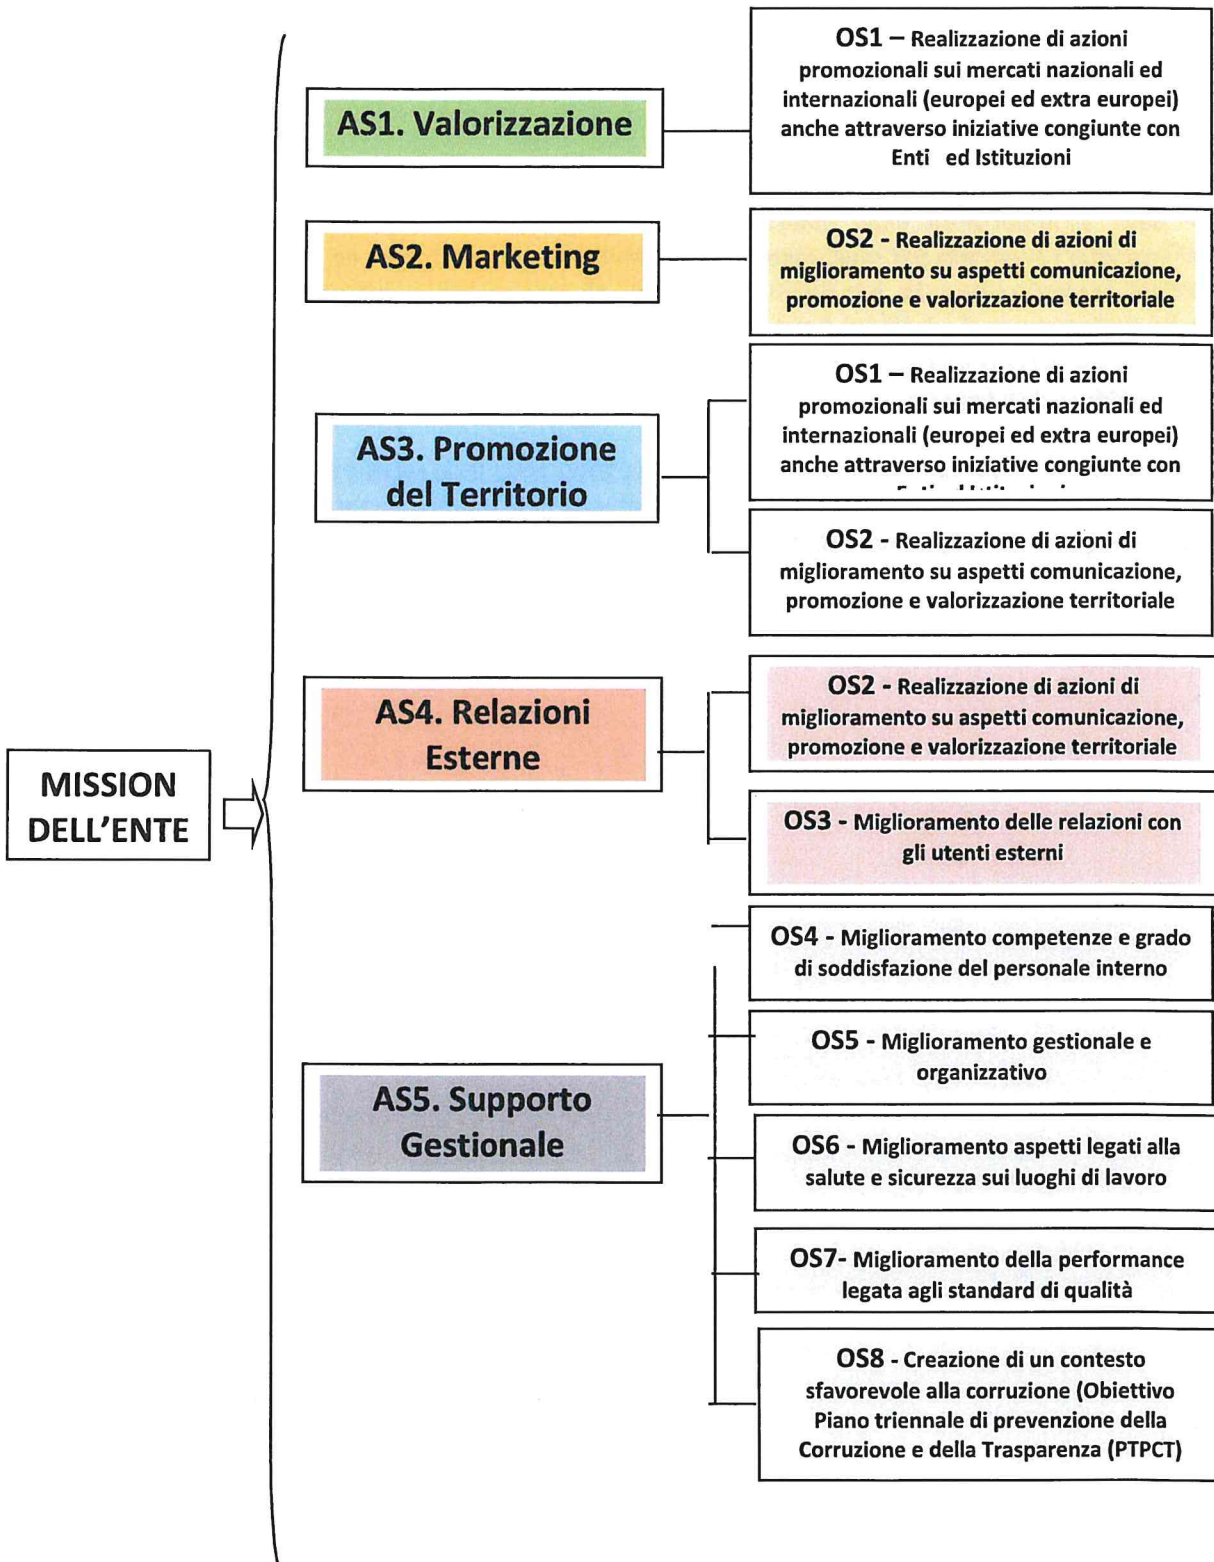 MISSION
DELL'ENTE
AS1. Valorizzazione
OS1 – Realizzazione di azioni
promozionali sui mercati nazionali ed
internazionali (europei ed extra europei)
anche attraverso iniziative congiunte con
Enti ed Istituzioni
AS2. Marketing
OS2 - Realizzazione di azioni di
miglioramento su aspetti comunicazione,
promozione e valorizzazione territoriale
AS3. Promozione
del Territorio
OS1 – Realizzazione di azioni
promozionali sui mercati nazionali ed
internazionali (europei ed extra europei)
anche attraverso iniziative congiunte con
OS2 - Realizzazione di azioni di
miglioramento su aspetti comunicazione,
promozione e valorizzazione territoriale
AS4. Relazioni
Esterne
OS2 - Realizzazione di azioni di
miglioramento su aspetti comunicazione,
promozione e valorizzazione territoriale
OS3 - Miglioramento delle relazioni con
gli utenti esterni
AS5. Supporto
Gestionale
OS4 - Miglioramento competenze e grado
di soddisfazione del personale interno
OS5 - Miglioramento gestionale e
organizzativo
OS6 - Miglioramento aspetti legati alla
salute e sicurezza sui luoghi di lavoro
OS7- Miglioramento della performance
legata agli standard di qualità
OS8 - Creazione di un contesto
sfavorevole alla corruzione (Obiettivo
Piano triennale di prevenzione della
Corruzione e della Trasparenza (PTPCT)